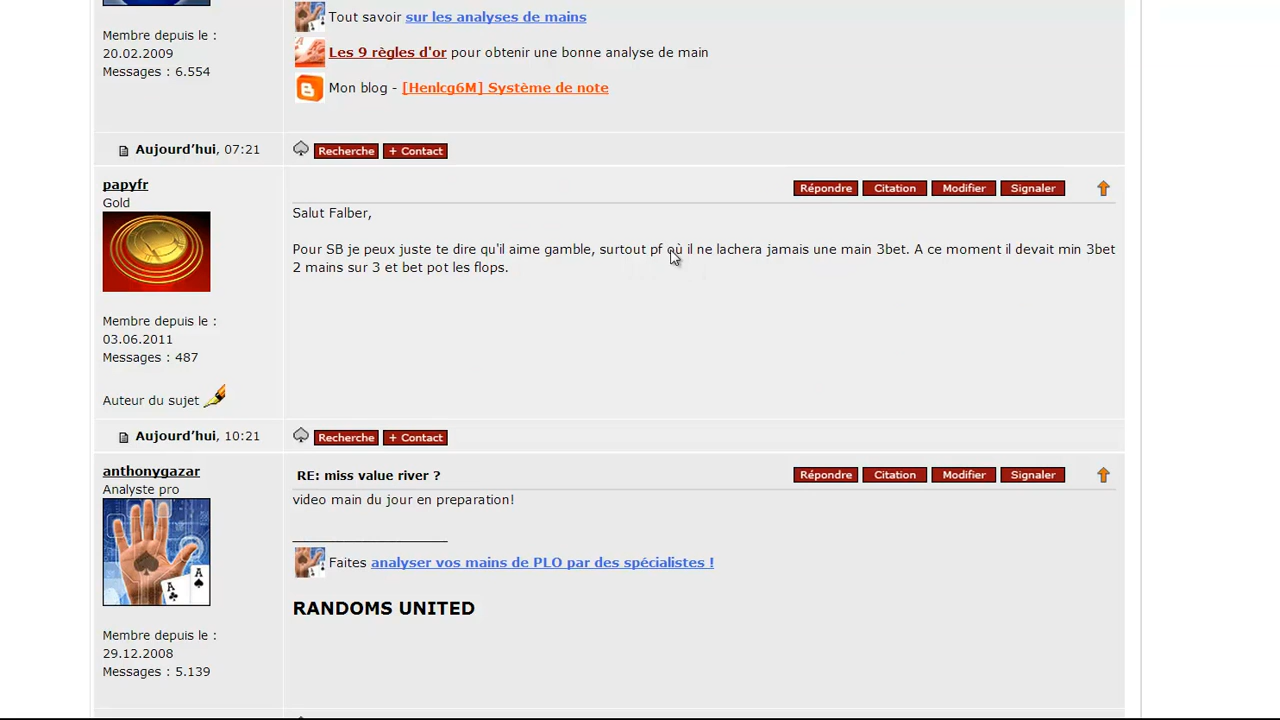 Tout savoir sur les analyses de mains
Membre depuis le :
20.02.2009
Messages : 6.554
Les 9 règles d'or pour obtenir une bonne analyse de main
Mon blog - [Henlcg6M] Système de note
Aujourd'hui, 07:21
Recherche + Contact
papyfr
Gold
Répondre Citation Modifier Signaler
Salut Falber,
Pour SB je peux juste te dire qu'il aime gamble, surtout pf où il ne lachera jamais une main 3bet. A ce moment il devait min 3bet
2 mains sur 3 et bet pot les flops.
Membre depuis le :
03.06.2011
Messages : 487
Auteur du sujet
Aujourd'hui, 10:21
Recherche + Contact
anthonygazar
Analyste pro
RE: miss value river ?
Répondre Citation Modifier Signaler
video main du jour en preparation!
____________________
Faites analyser vos mains de PLO par des spécialistes !
RANDOMS UNITED
Membre depuis le :
29.12.2008
Messages : 5.139